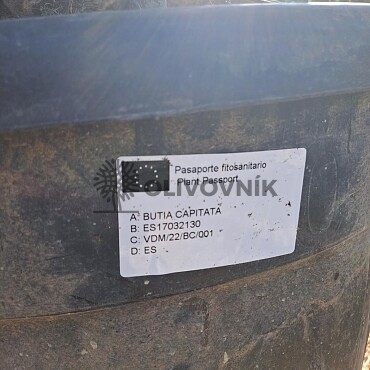 Pasaporte fitosanitario
Plant Passport
OLIVOVNÍK
A: BUTIA CAPITATA
B: ES17032130
C: VDM/22/BC/001
D: ES